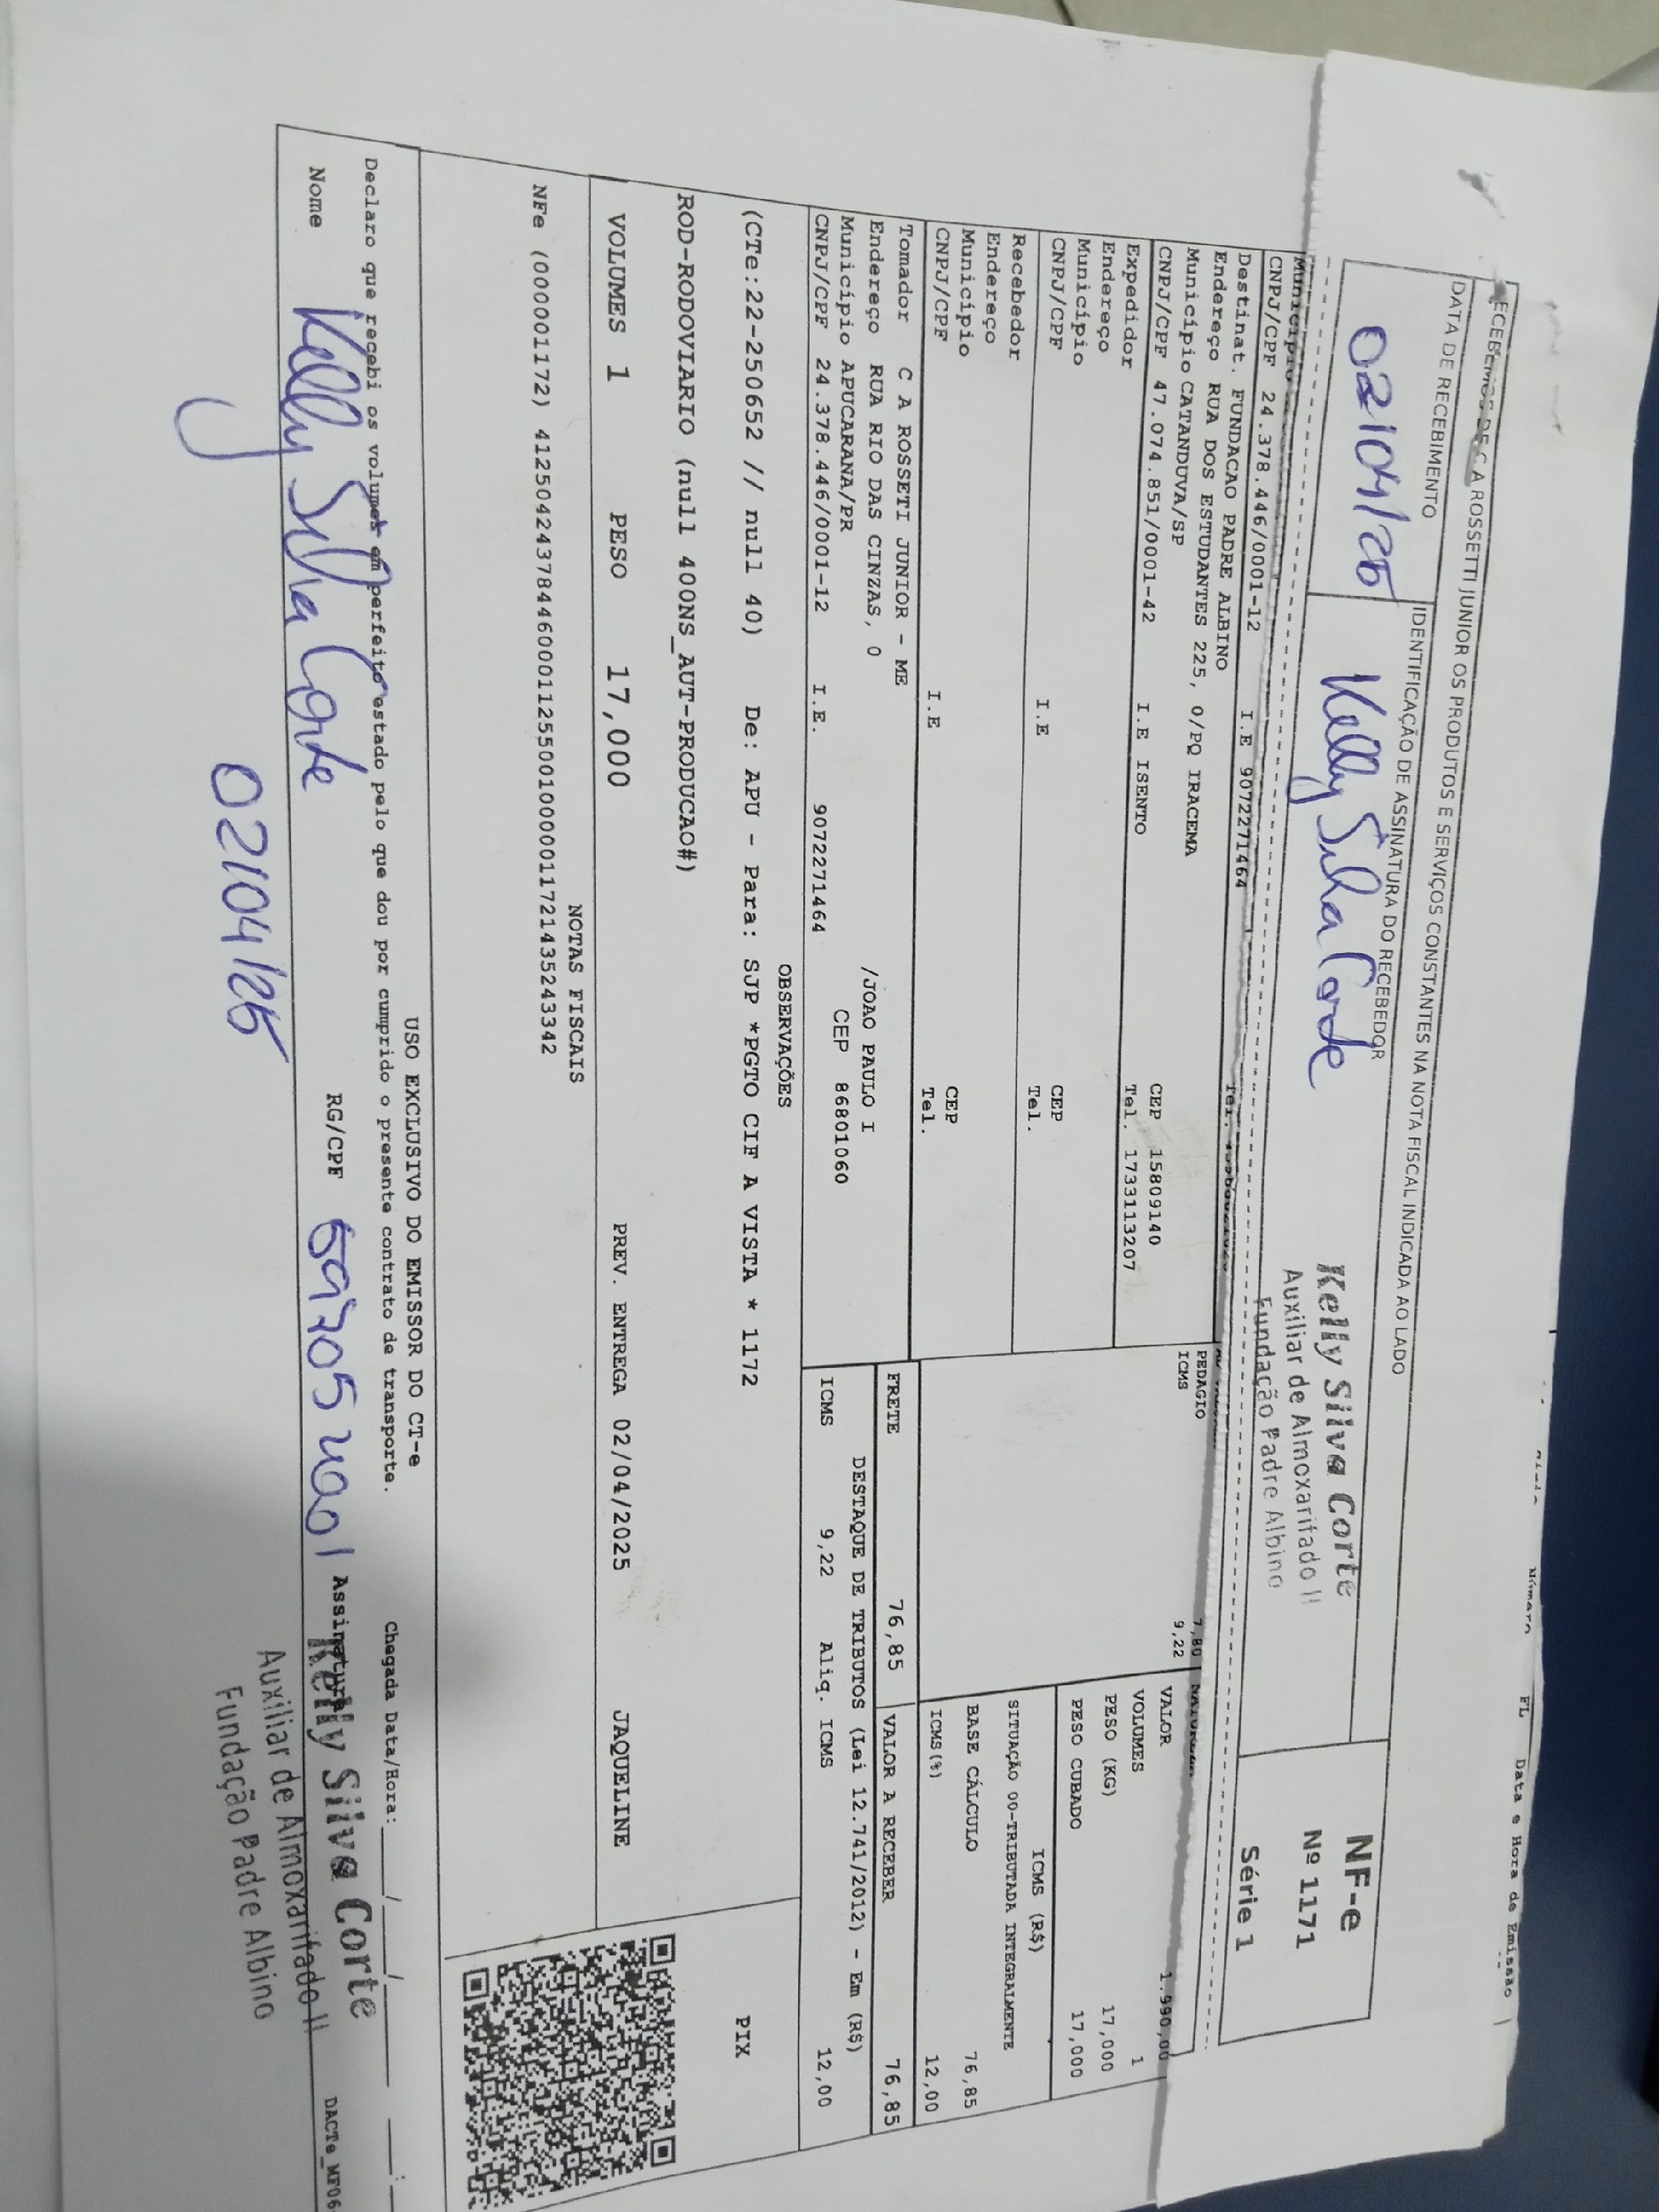 Data e Hora de Emissão
FL
RECEBEMOS DE C A ROSSETTI JUNIOR OS PRODUTOS E SERVIÇOS CONSTANTES NA NOTA FISCAL INDICADA AO LADO
DATA DE RECEBIMENTO
IDENTIFICAÇÃO DE ASSINATURA DO RECEBEDOR
02/04/25
Kelly Silva Corte
Kelly Silva Corte
Auxiliar de Almoxarifado II
Fundação Padre Albino
NF-e
Nº 1171
Série 1
Município
CNPJ/CPF 24.378.446/0001-12 I.E 9072271464
Destinat. FUNDACAO PADRE ALBINO
Endereço RUA DOS ESTUDANTES 225, 0/PQ IRACEMA
Município CATANDUVA/SP CEP 15809140
CNPJ/CPF 47.074.851/0001-42 I.E ISENTO Tel. 1733113207
Expedidor
Endereço
Município CEP
CNPJ/CPF I.E Tel.
Recebedor
Endereço
Município CEP
CNPJ/CPF I.E Tel.
Tomador C A ROSSETI JUNIOR - ME
Endereço RUA RIO DAS CINZAS, 0 /JOAO PAULO I
Município APUCARANA/PR CEP 86801060
CNPJ/CPF 24.378.446/0001-12 I.E. 9072271464
PEDAGIO 7,80
ICMS 9,22
VALOR 1.990,00
VOLUMES 1
PESO (KG) 17,000
PESO CUBADO 17,000
ICMS (R$)
SITUAÇÃO 00-TRIBUTADA INTEGRALMENTE
BASE CÁLCULO 76,85
ICMS(%) 12,00
FRETE 76,85 VALOR A RECEBER 76,85
DESTAQUE DE TRIBUTOS (Lei 12.741/2012) - Em (R$)
ICMS 9,22 Aliq. ICMS 12,00
OBSERVAÇÕES
(CTe:22-250652 // null 40) De: APU - Para: SJP *PGTO CIF A VISTA * 1172
PIX
ROD-RODOVIARIO (null 400NS_AUT-PRODUCAO#)
VOLUMES 1 PESO 17,000 PREV. ENTREGA 02/04/2025 JAQUELINE
NOTAS FISCAIS
NFe (000001172) 41250424378446000112550010000011721435243342
USO EXCLUSIVO DO EMISSOR DO CT-e
Declaro que recebi os volumes em perfeito estado pelo que dou por cumprido o presente contrato de transporte.
Chegada Data/Hora: ___/___/___ __:__
Nome Kelly Silva Corte RG/CPF Assinatura
Kelly Silva Corte
Auxiliar de Almoxarifado II
Fundação Padre Albino
02/04/25